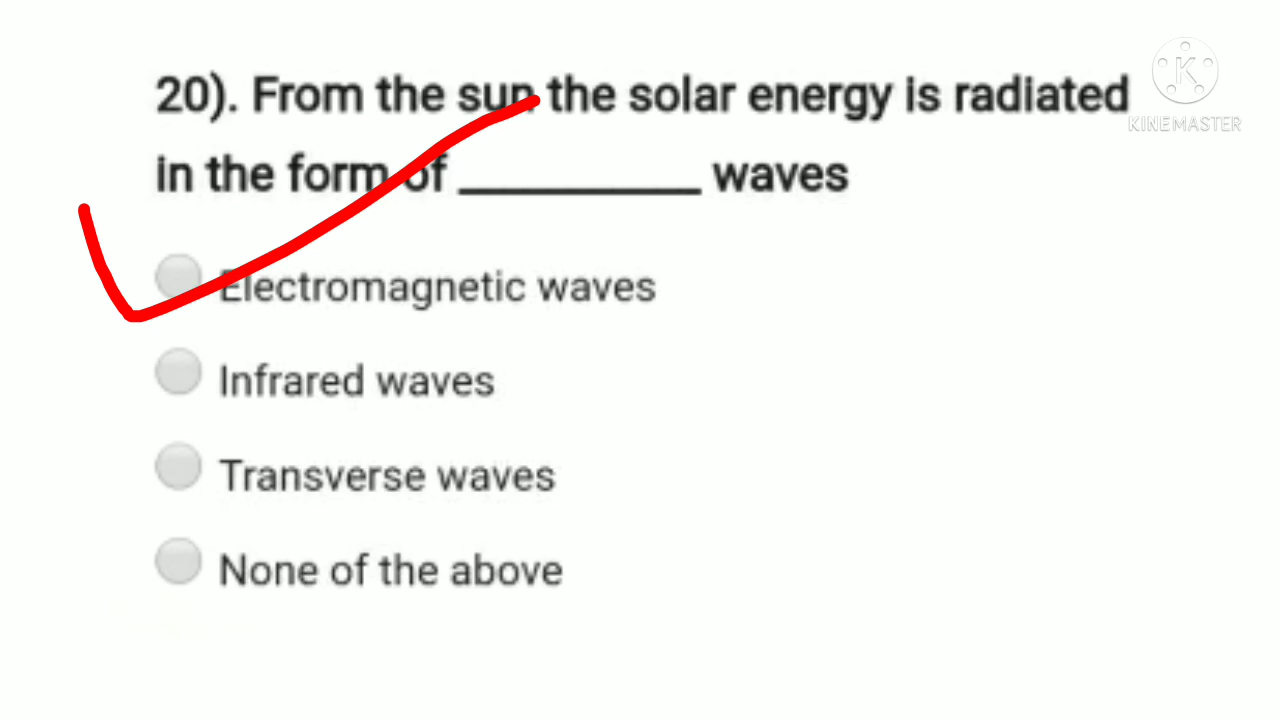 20). From the sun the solar energy is radiated
in the form of __________ waves
Electromagnetic waves
Infrared waves
Transverse waves
None of the above
K
KINEMASTER